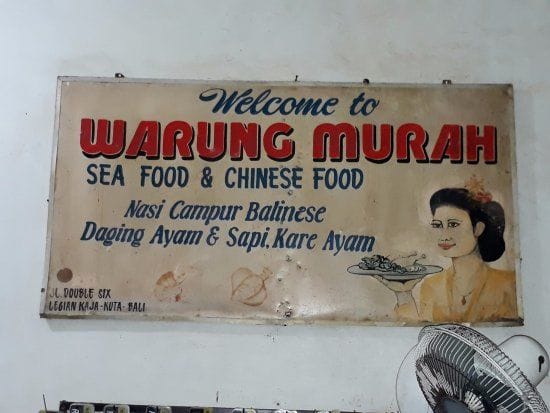 Welcome to
WARUNG MURAH
SEA FOOD & CHINESE FOOD
Nasi Campur Balinese
Daging Ayam & Sapi, Kare Ayam
JL. DOUBLE SIX
LEGIAN KAJA-KUTA-BALI